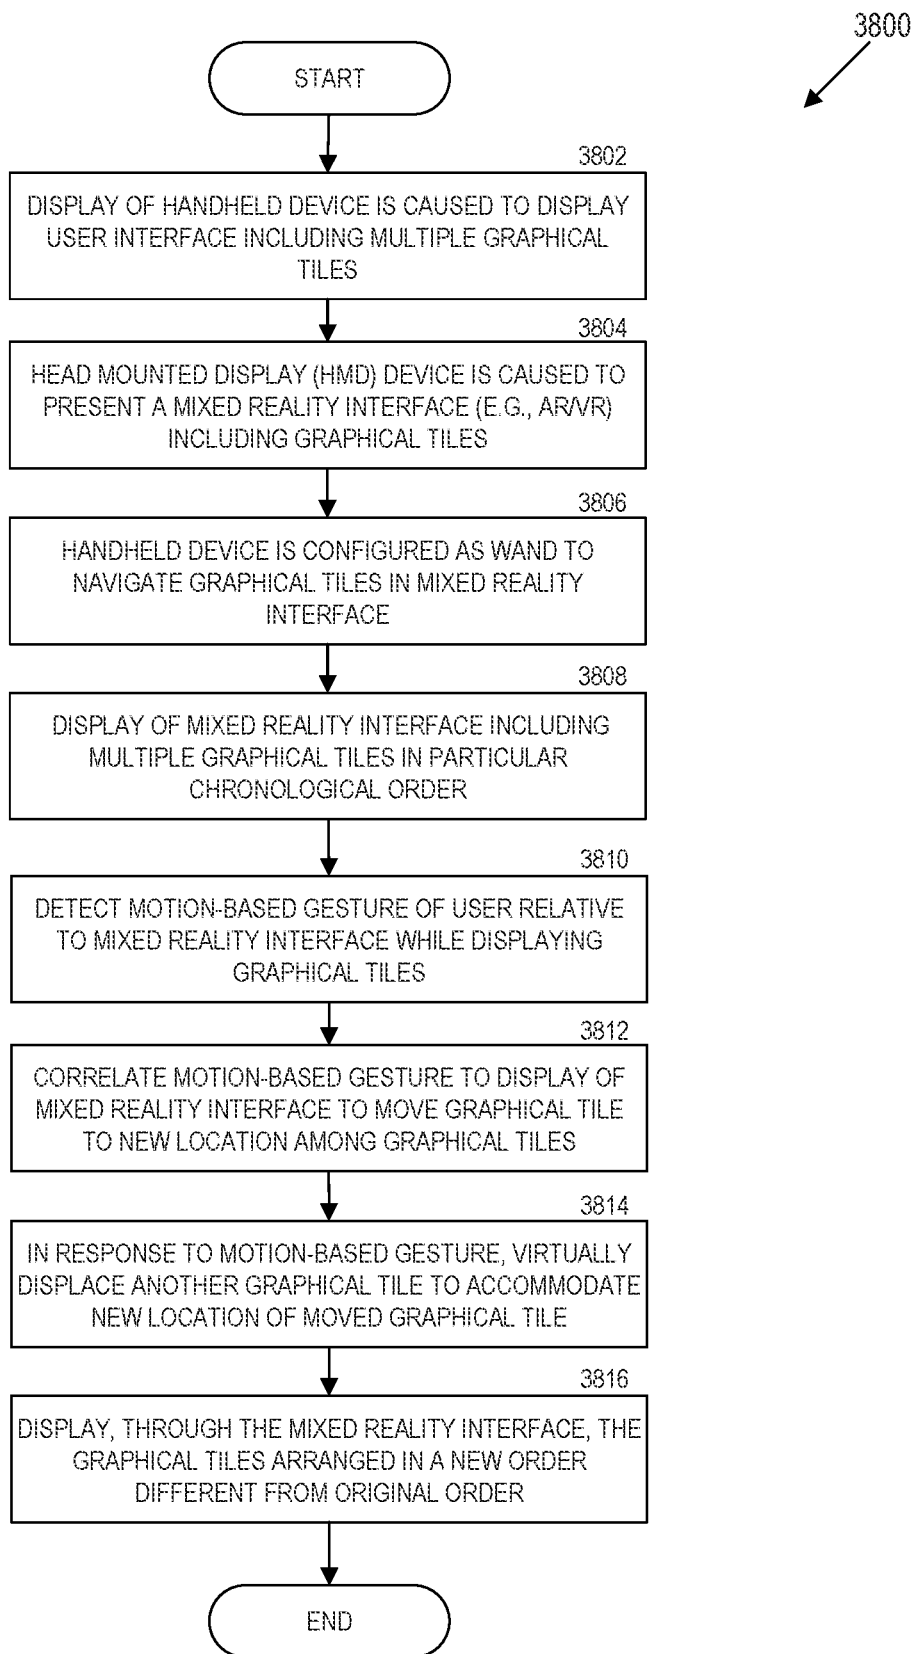 3800
START
3802
DISPLAY OF HANDHELD DEVICE IS CAUSED TO DISPLAY
USER INTERFACE INCLUDING MULTIPLE GRAPHICAL
TILES
3804
HEAD MOUNTED DISPLAY (HMD) DEVICE IS CAUSED TO
PRESENT A MIXED REALITY INTERFACE (E.G., AR/VR)
INCLUDING GRAPHICAL TILES
3806
HANDHELD DEVICE IS CONFIGURED AS WAND TO
NAVIGATE GRAPHICAL TILES IN MIXED REALITY
INTERFACE
3808
DISPLAY OF MIXED REALITY INTERFACE INCLUDING
MULTIPLE GRAPHICAL TILES IN PARTICULAR
CHRONOLOGICAL ORDER
3810
DETECT MOTION-BASED GESTURE OF USER RELATIVE
TO MIXED REALITY INTERFACE WHILE DISPLAYING
GRAPHICAL TILES
3812
CORRELATE MOTION-BASED GESTURE TO DISPLAY OF
MIXED REALITY INTERFACE TO MOVE GRAPHICAL TILE
TO NEW LOCATION AMONG GRAPHICAL TILES
3814
IN RESPONSE TO MOTION-BASED GESTURE, VIRTUALLY
DISPLACE ANOTHER GRAPHICAL TILE TO ACCOMMODATE
NEW LOCATION OF MOVED GRAPHICAL TILE
3816
DISPLAY, THROUGH THE MIXED REALITY INTERFACE, THE
GRAPHICAL TILES ARRANGED IN A NEW ORDER
DIFFERENT FROM ORIGINAL ORDER
END